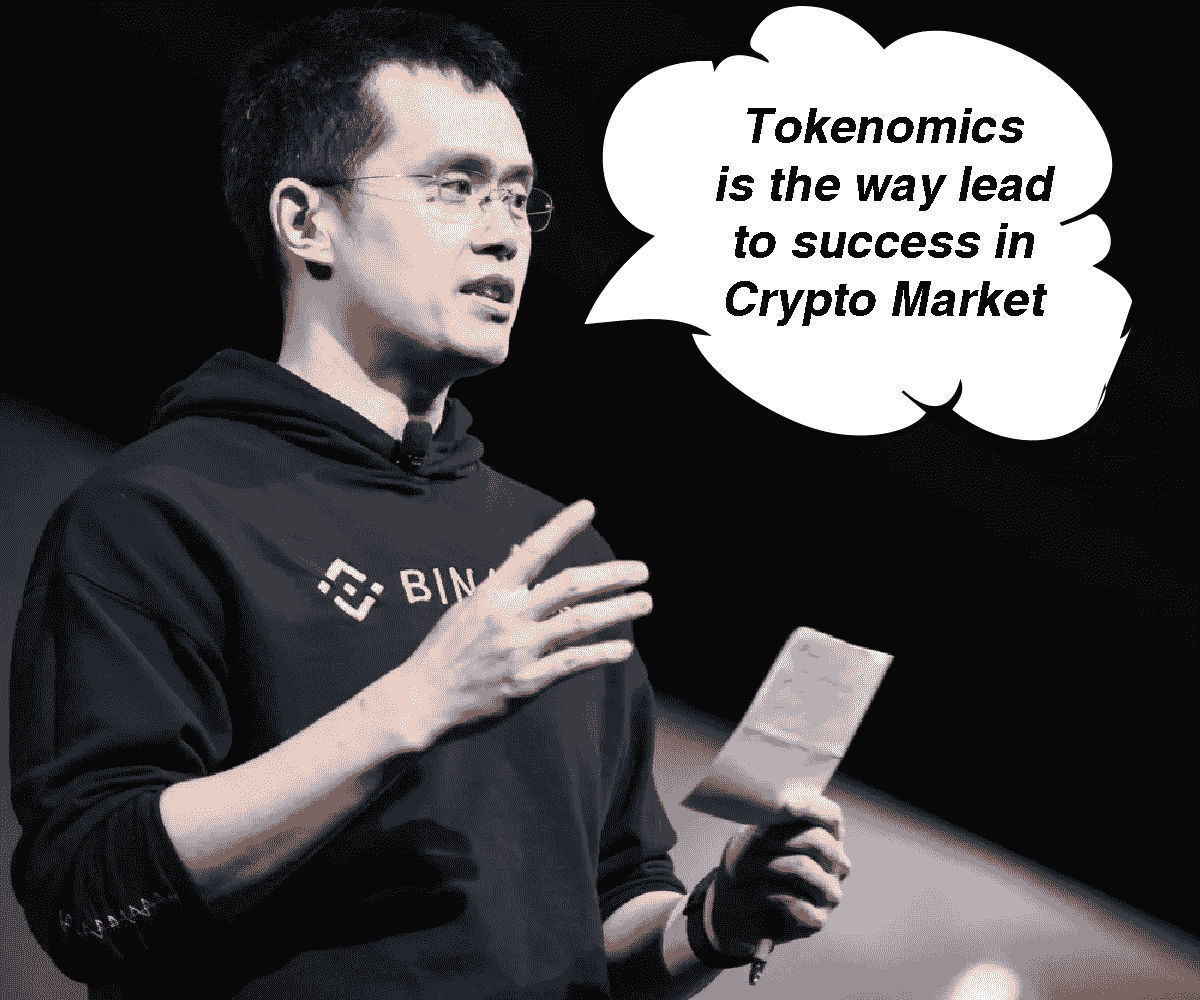 Tokenomics
is the way lead
to success in
Crypto Market
BIN